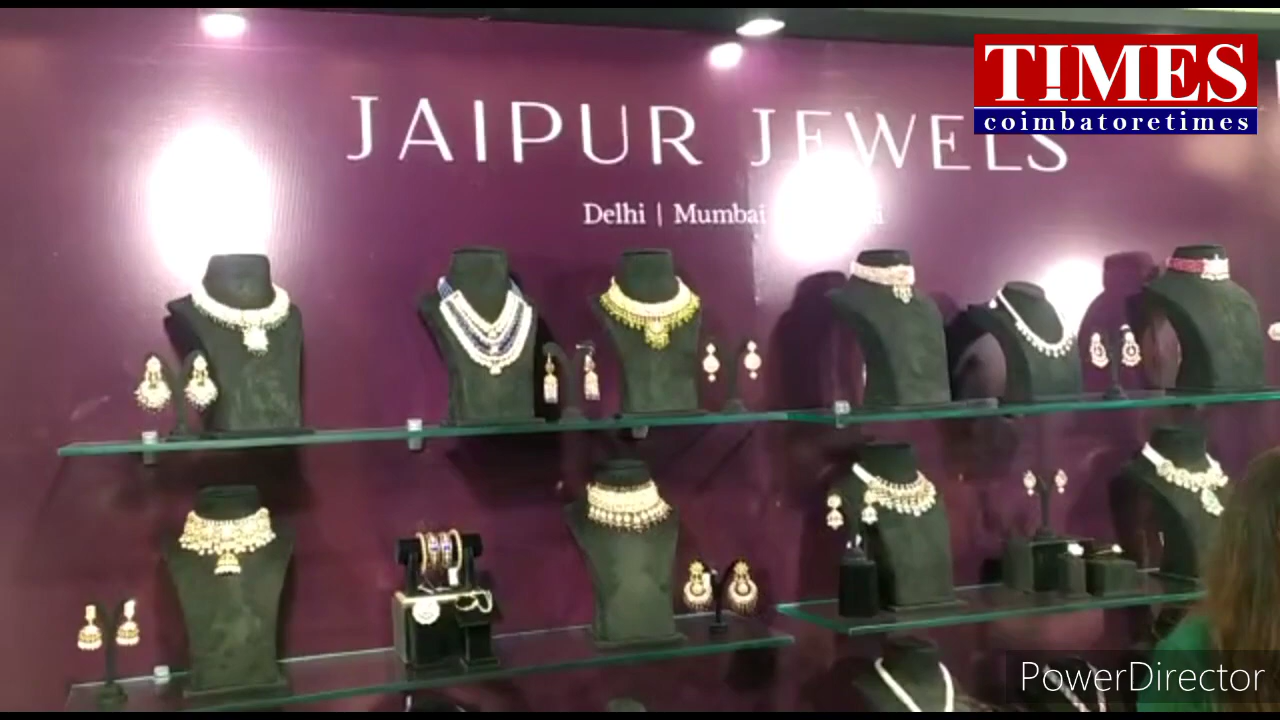 TIMES
coimbatoretimes
JAIPUR JEWELS
Delhi | Mumbai
PowerDirector